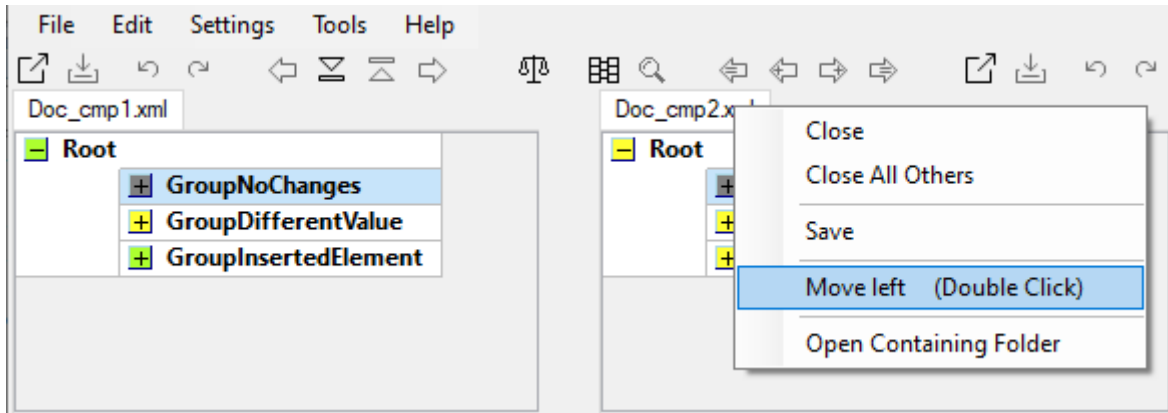 File Edit Settings Tools Help
Doc_cmp1.xml
Root
GroupNoChanges
GroupDifferentValue
GroupInsertedElement
Doc_cmp2.x
Root
Close
Close All Others
Save
Move left (Double Click)
Open Containing Folder